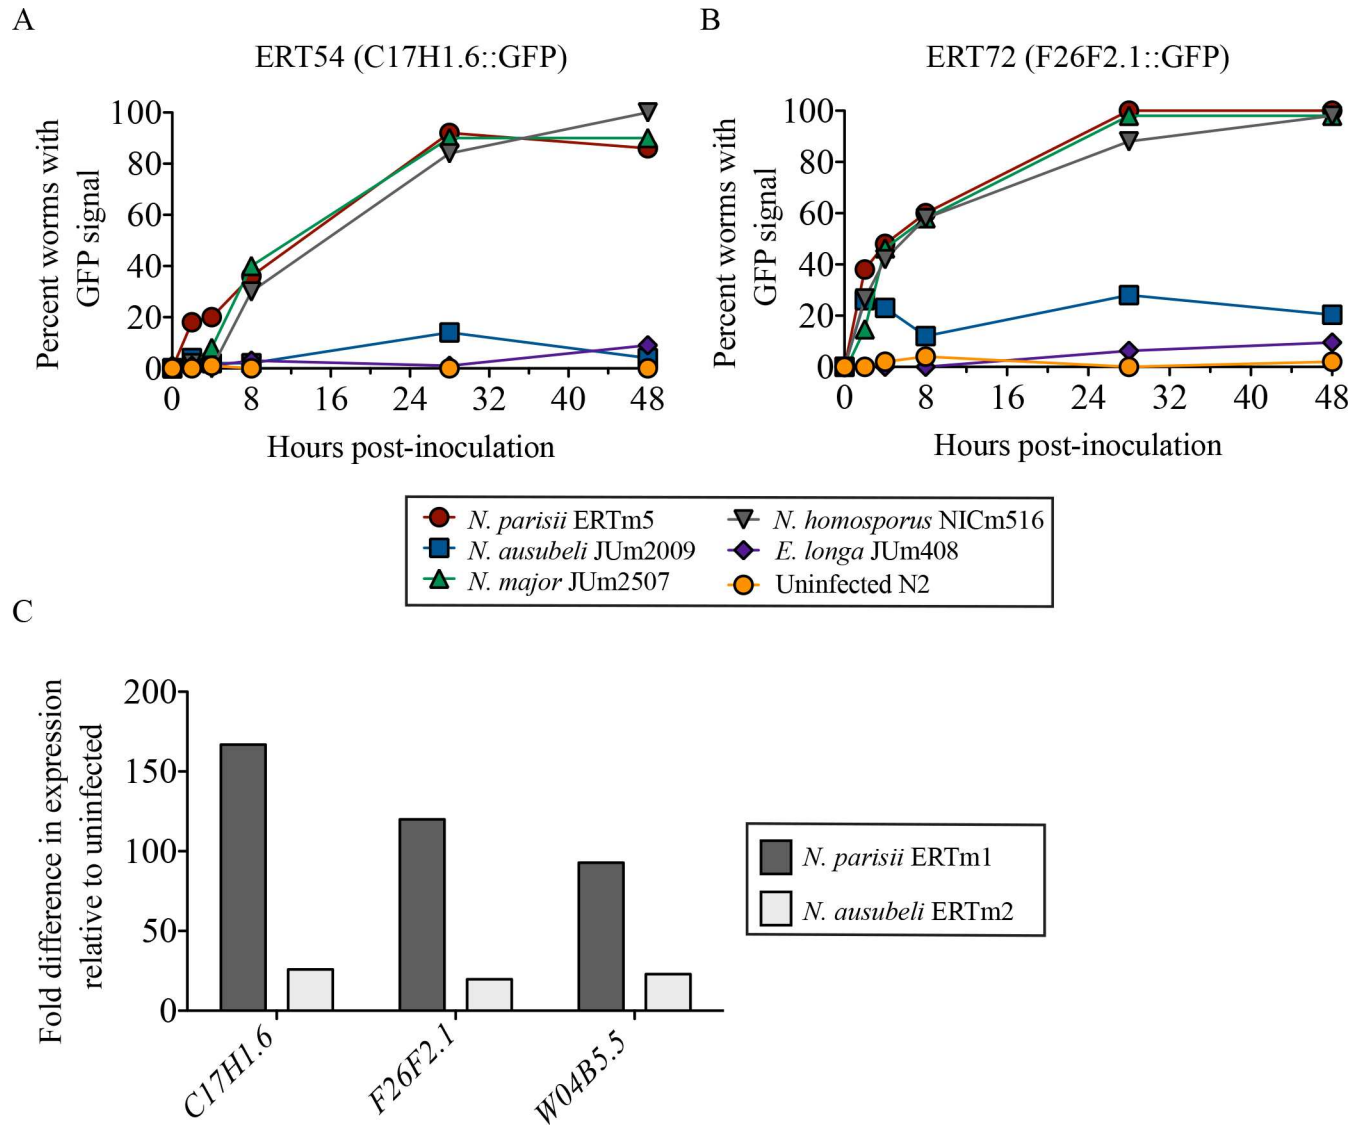 A
ERT54 (C17H1.6::GFP)
Percent worms with
GFP signal
100
80
60
40
20
0
0 8 16 24 32 40 48
Hours post-inoculation
B
ERT72 (F26F2.1::GFP)
Percent worms with
GFP signal
100
80
60
40
20
0
0 8 16 24 32 40 48
Hours post-inoculation
N. parisii ERTm5
N. ausubeli JUm2009
N. major JUm2507
N. homosporus NICm516
E. longa JUm408
Uninfected N2
C
Fold difference in expression
relative to uninfected
200
150
100
50
0
C17H1.6
F26F2.1
W04B5.5
N. parisii ERTm1
N. ausubeli ERTm2